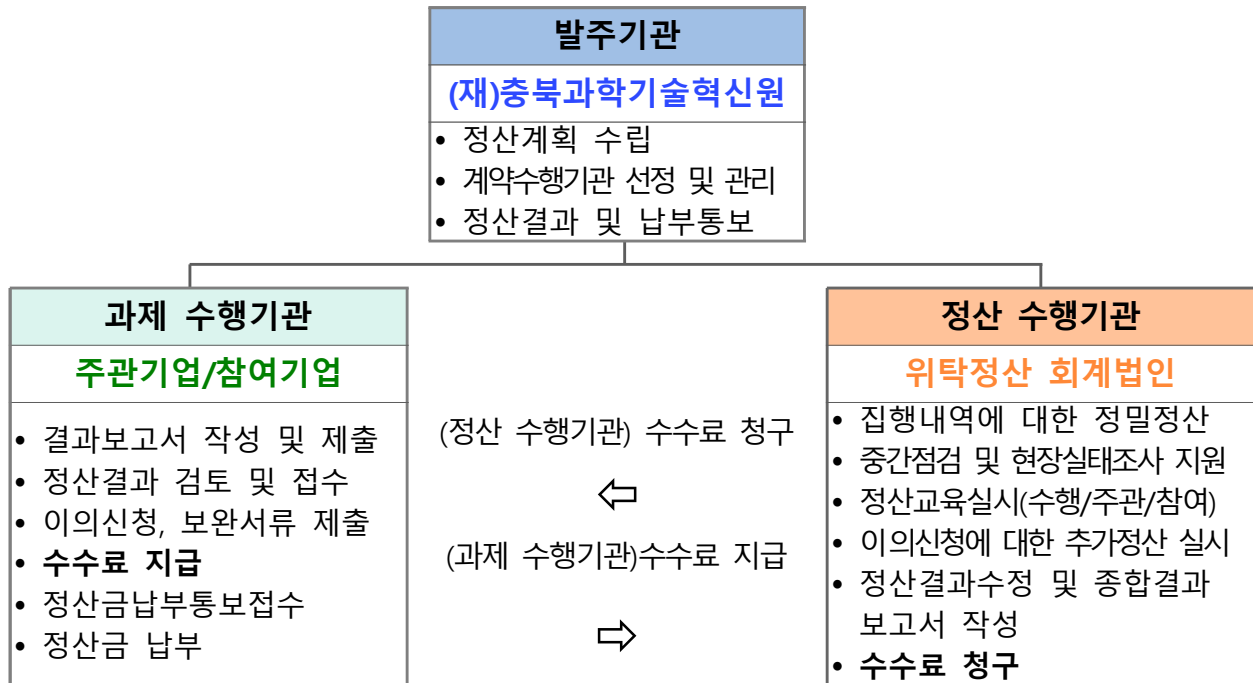 발주기관
(재)충북과학기술혁신원
• 정산계획 수립
• 계약수행기관 선정 및 관리
• 정산결과 및 납부통보
과제 수행기관
주관기업/참여기업
• 결과보고서 작성 및 제출
• 정산결과 검토 및 접수
• 이의신청, 보완서류 제출
• 수수료 지급
• 정산금납부통보접수
• 정산금 납부
(정산 수행기관) 수수료 청구
⇦
(과제 수행기관)수수료 지급
⇨
정산 수행기관
위탁정산 회계법인
• 집행내역에 대한 정밀정산
• 중간점검 및 현장실태조사 지원
• 정산교육실시(수행/주관/참여)
• 이의신청에 대한 추가정산 실시
• 정산결과수정 및 종합결과
보고서 작성
• 수수료 청구